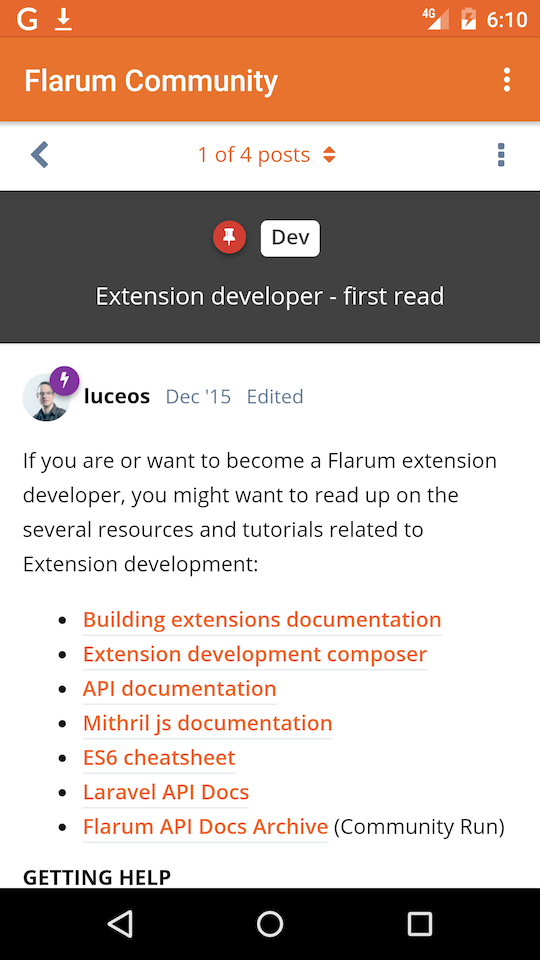 G 4G 6:10
Flarum Community
1 of 4 posts
Dev
Extension developer - first read
luceos Dec '15 Edited
If you are or want to become a Flarum extension
developer, you might want to read up on the
several resources and tutorials related to
Extension development:
• Building extensions documentation
• Extension development composer
• API documentation
• Mithril js documentation
• ES6 cheatsheet
• Laravel API Docs
• Flarum API Docs Archive (Community Run)
GETTING HELP